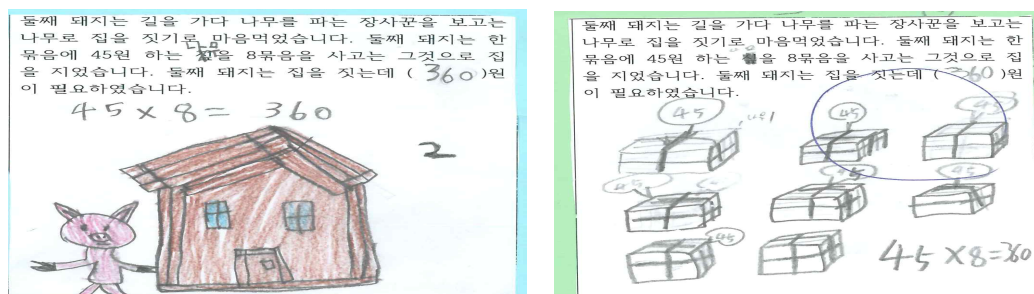 둘째 돼지는 길을 가다 나무를 파는 장사꾼을 보고는
나무로 집을 짓기로 마음먹었습니다. 둘째 돼지는 한
나무
묶음에 45원 하는 을 8묶음을 사고는 그것으로 집
을 지었습니다. 둘째 돼지는 집을 짓는데 ( 360 )원
이 필요하였습니다.
45 × 8 = 360
2
둘째 돼지는 길을 가다 나무를 파는 장사꾼을 보고는
나무로 집을 짓기로 마음먹었습니다. 둘째 돼지는 한
묶음에 45원 하는 을 8묶음을 사고는 그것으로 집
을 지었습니다. 둘째 돼지는 집을 짓는데 ( 360 )원
이 필요하였습니다.
45 45 45
45 45 45
45
45 ×8=360